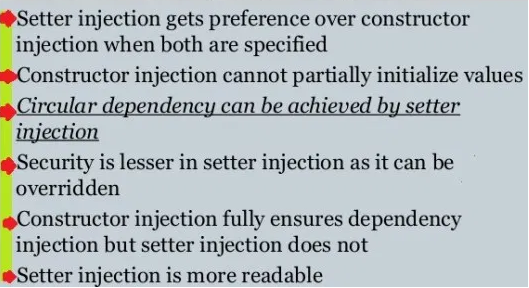 Setter injection gets preference over constructor
injection when both are specified
Constructor injection cannot partially initialize values
Circular dependency can be achieved by setter
injection
Security is lesser in setter injection as it can be
overridden
Constructor injection fully ensures dependency
injection but setter injection does not
Setter injection is more readable